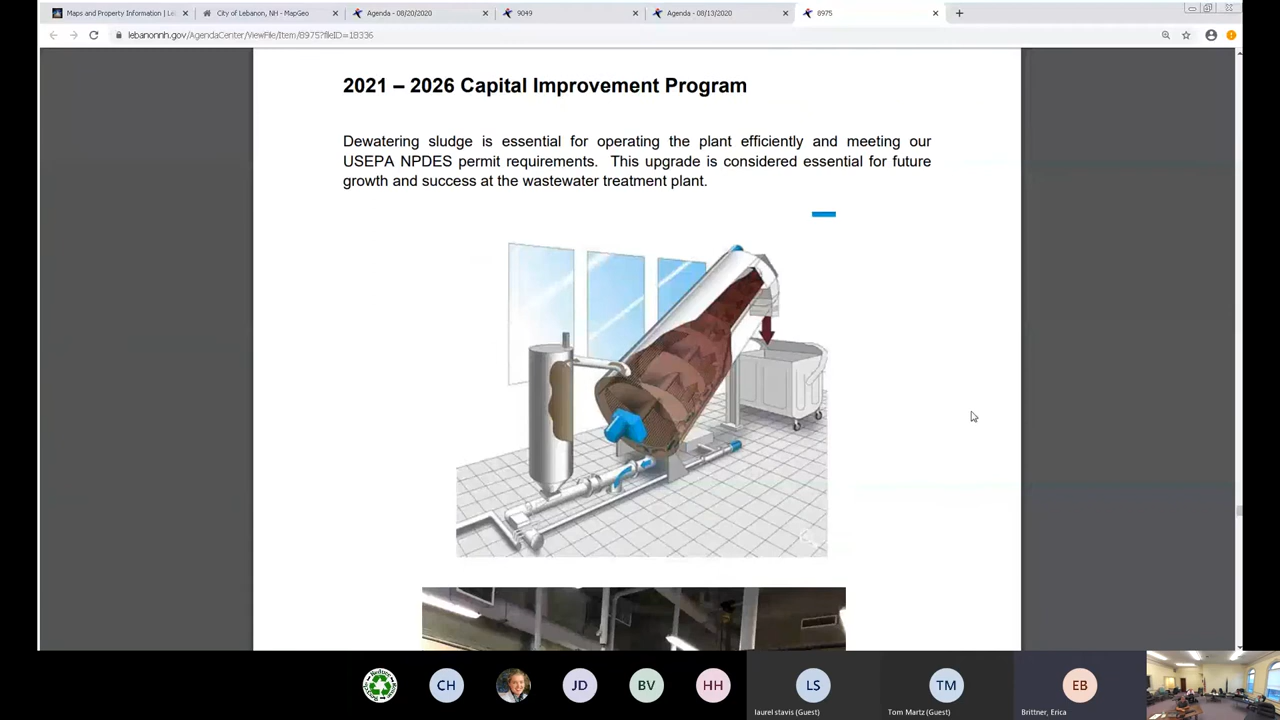 Maps and Property Information | Le
City of Lebanon, NH - MapGeo
Agenda - 08/20/2020
9049
Agenda - 08/13/2020
8975
lebanonnh.gov/AgendaCenter/ViewFile/Item/8975?fileID=18336
2021 – 2026 Capital Improvement Program
Dewatering sludge is essential for operating the plant efficiently and meeting our
USEPA NPDES permit requirements. This upgrade is considered essential for future
growth and success at the wastewater treatment plant.
CH
JD
BV
HH
LS
laurel stavis (Guest)
TM
Tom Martz (Guest)
EB
Brittner, Erica